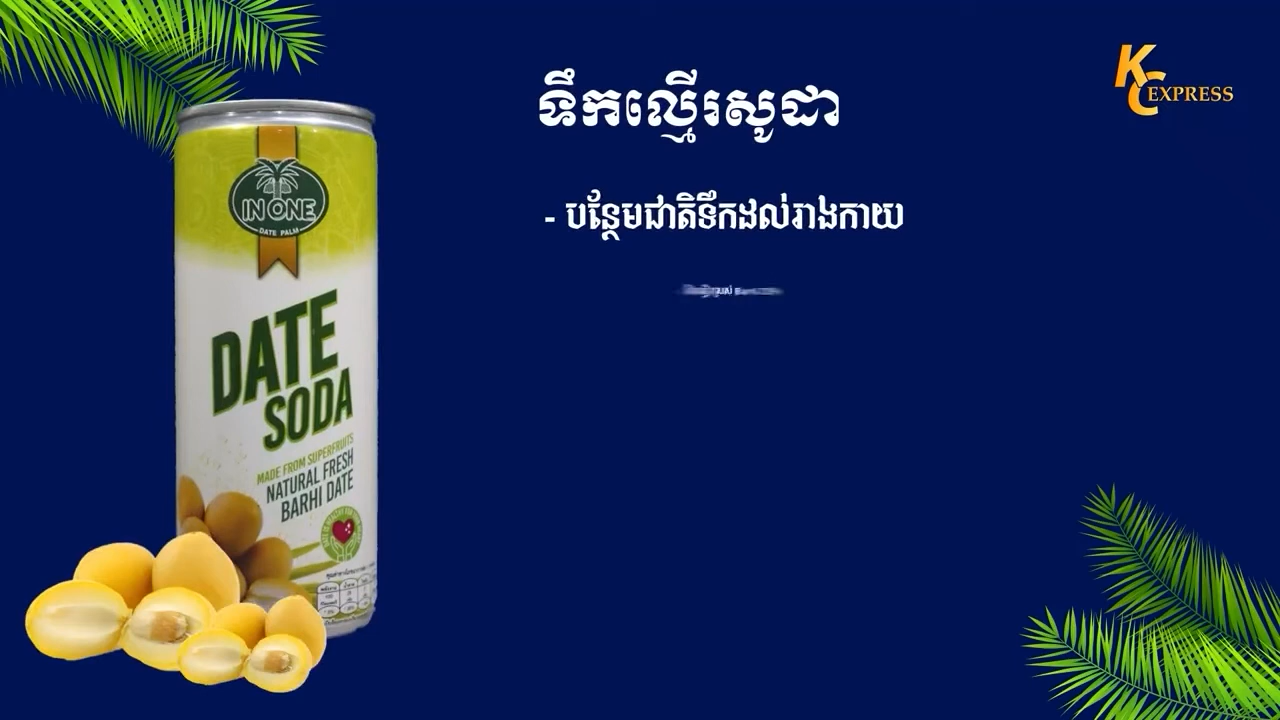 KC EXPRESS
ទឹកល្មើរសូដា
- បន្ថែមជាតិទឹកដល់រាងកាយ
IN ONE
DATE PALM
DATE
SODA
MADE FROM SUPERFRUITS
NATURAL FRESH
BARHI DATE